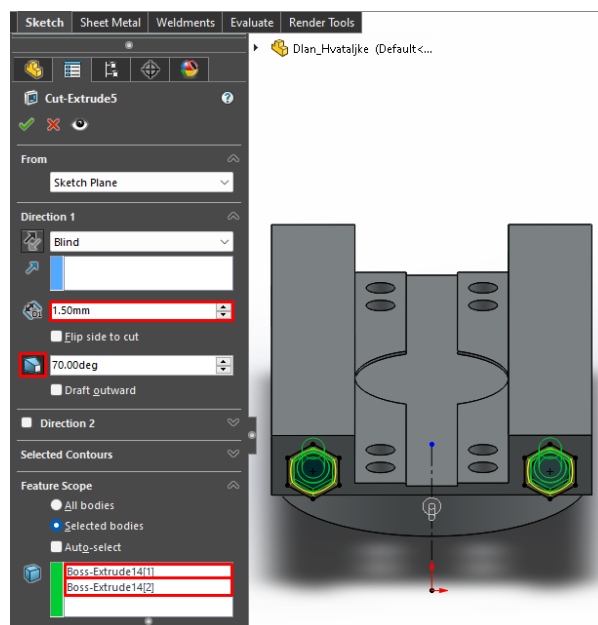 Sketch Sheet Metal Weldments Evaluate Render Tools
Dlan_Hvataljke (Default<...
Cut-Extrude5
From
Sketch Plane
Direction 1
Blind
1.50mm
Flip side to cut
70.00deg
Draft outward
Direction 2
Selected Contours
Feature Scope
All bodies
Selected bodies
Auto-select
Boss-Extrude14[1]
Boss-Extrude14[2]